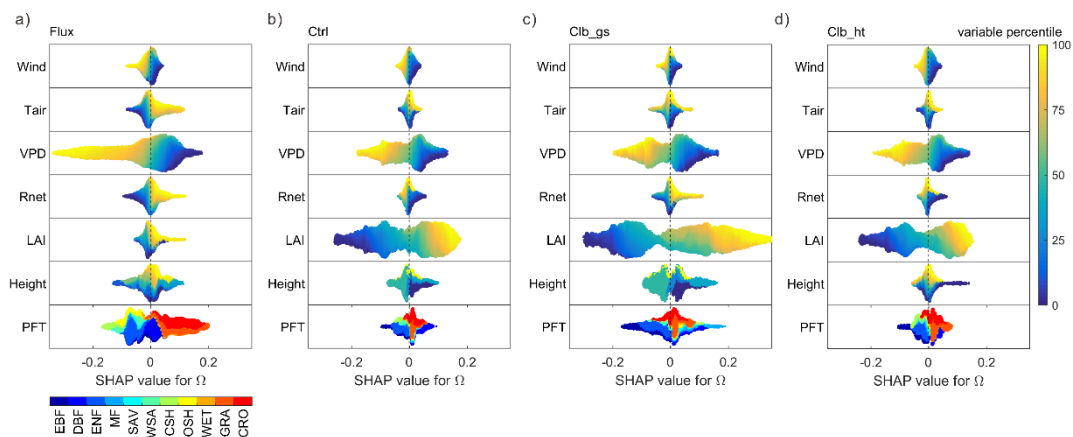 a)
Flux
Wind
Tair
VPD
Rnet
LAI
Height
PFT
-0.2 0 0.2
SHAP value for Ω
b)
Ctrl
Wind
Tair
VPD
Rnet
LAI
Height
PFT
-0.2 0 0.2
SHAP value for Ω
c)
Clb_gs
Wind
Tair
VPD
Rnet
LAI
Height
PFT
-0.2 0 0.2
SHAP value for Ω
d)
Clb_ht
Wind
Tair
VPD
Rnet
LAI
Height
PFT
-0.2 0 0.2
SHAP value for Ω
variable percentile
100
75
50
25
0
EBF
DBF
ENF
MF
SAV
WSA
CSH
OSH
WET
GRA
CRO